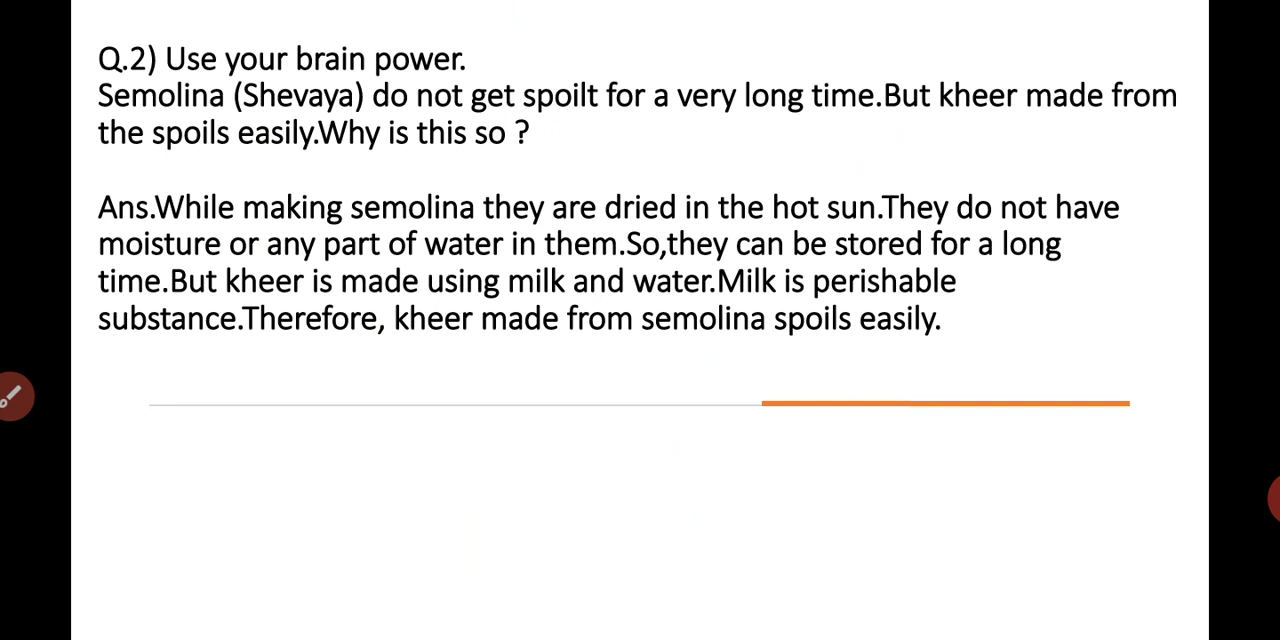 Q.2) Use your brain power.
Semolina (Shevaya) do not get spoilt for a very long time.But kheer made from
the spoils easily.Why is this so ?
Ans.While making semolina they are dried in the hot sun.They do not have
moisture or any part of water in them.So,they can be stored for a long
time.But kheer is made using milk and water.Milk is perishable
substance.Therefore, kheer made from semolina spoils easily.